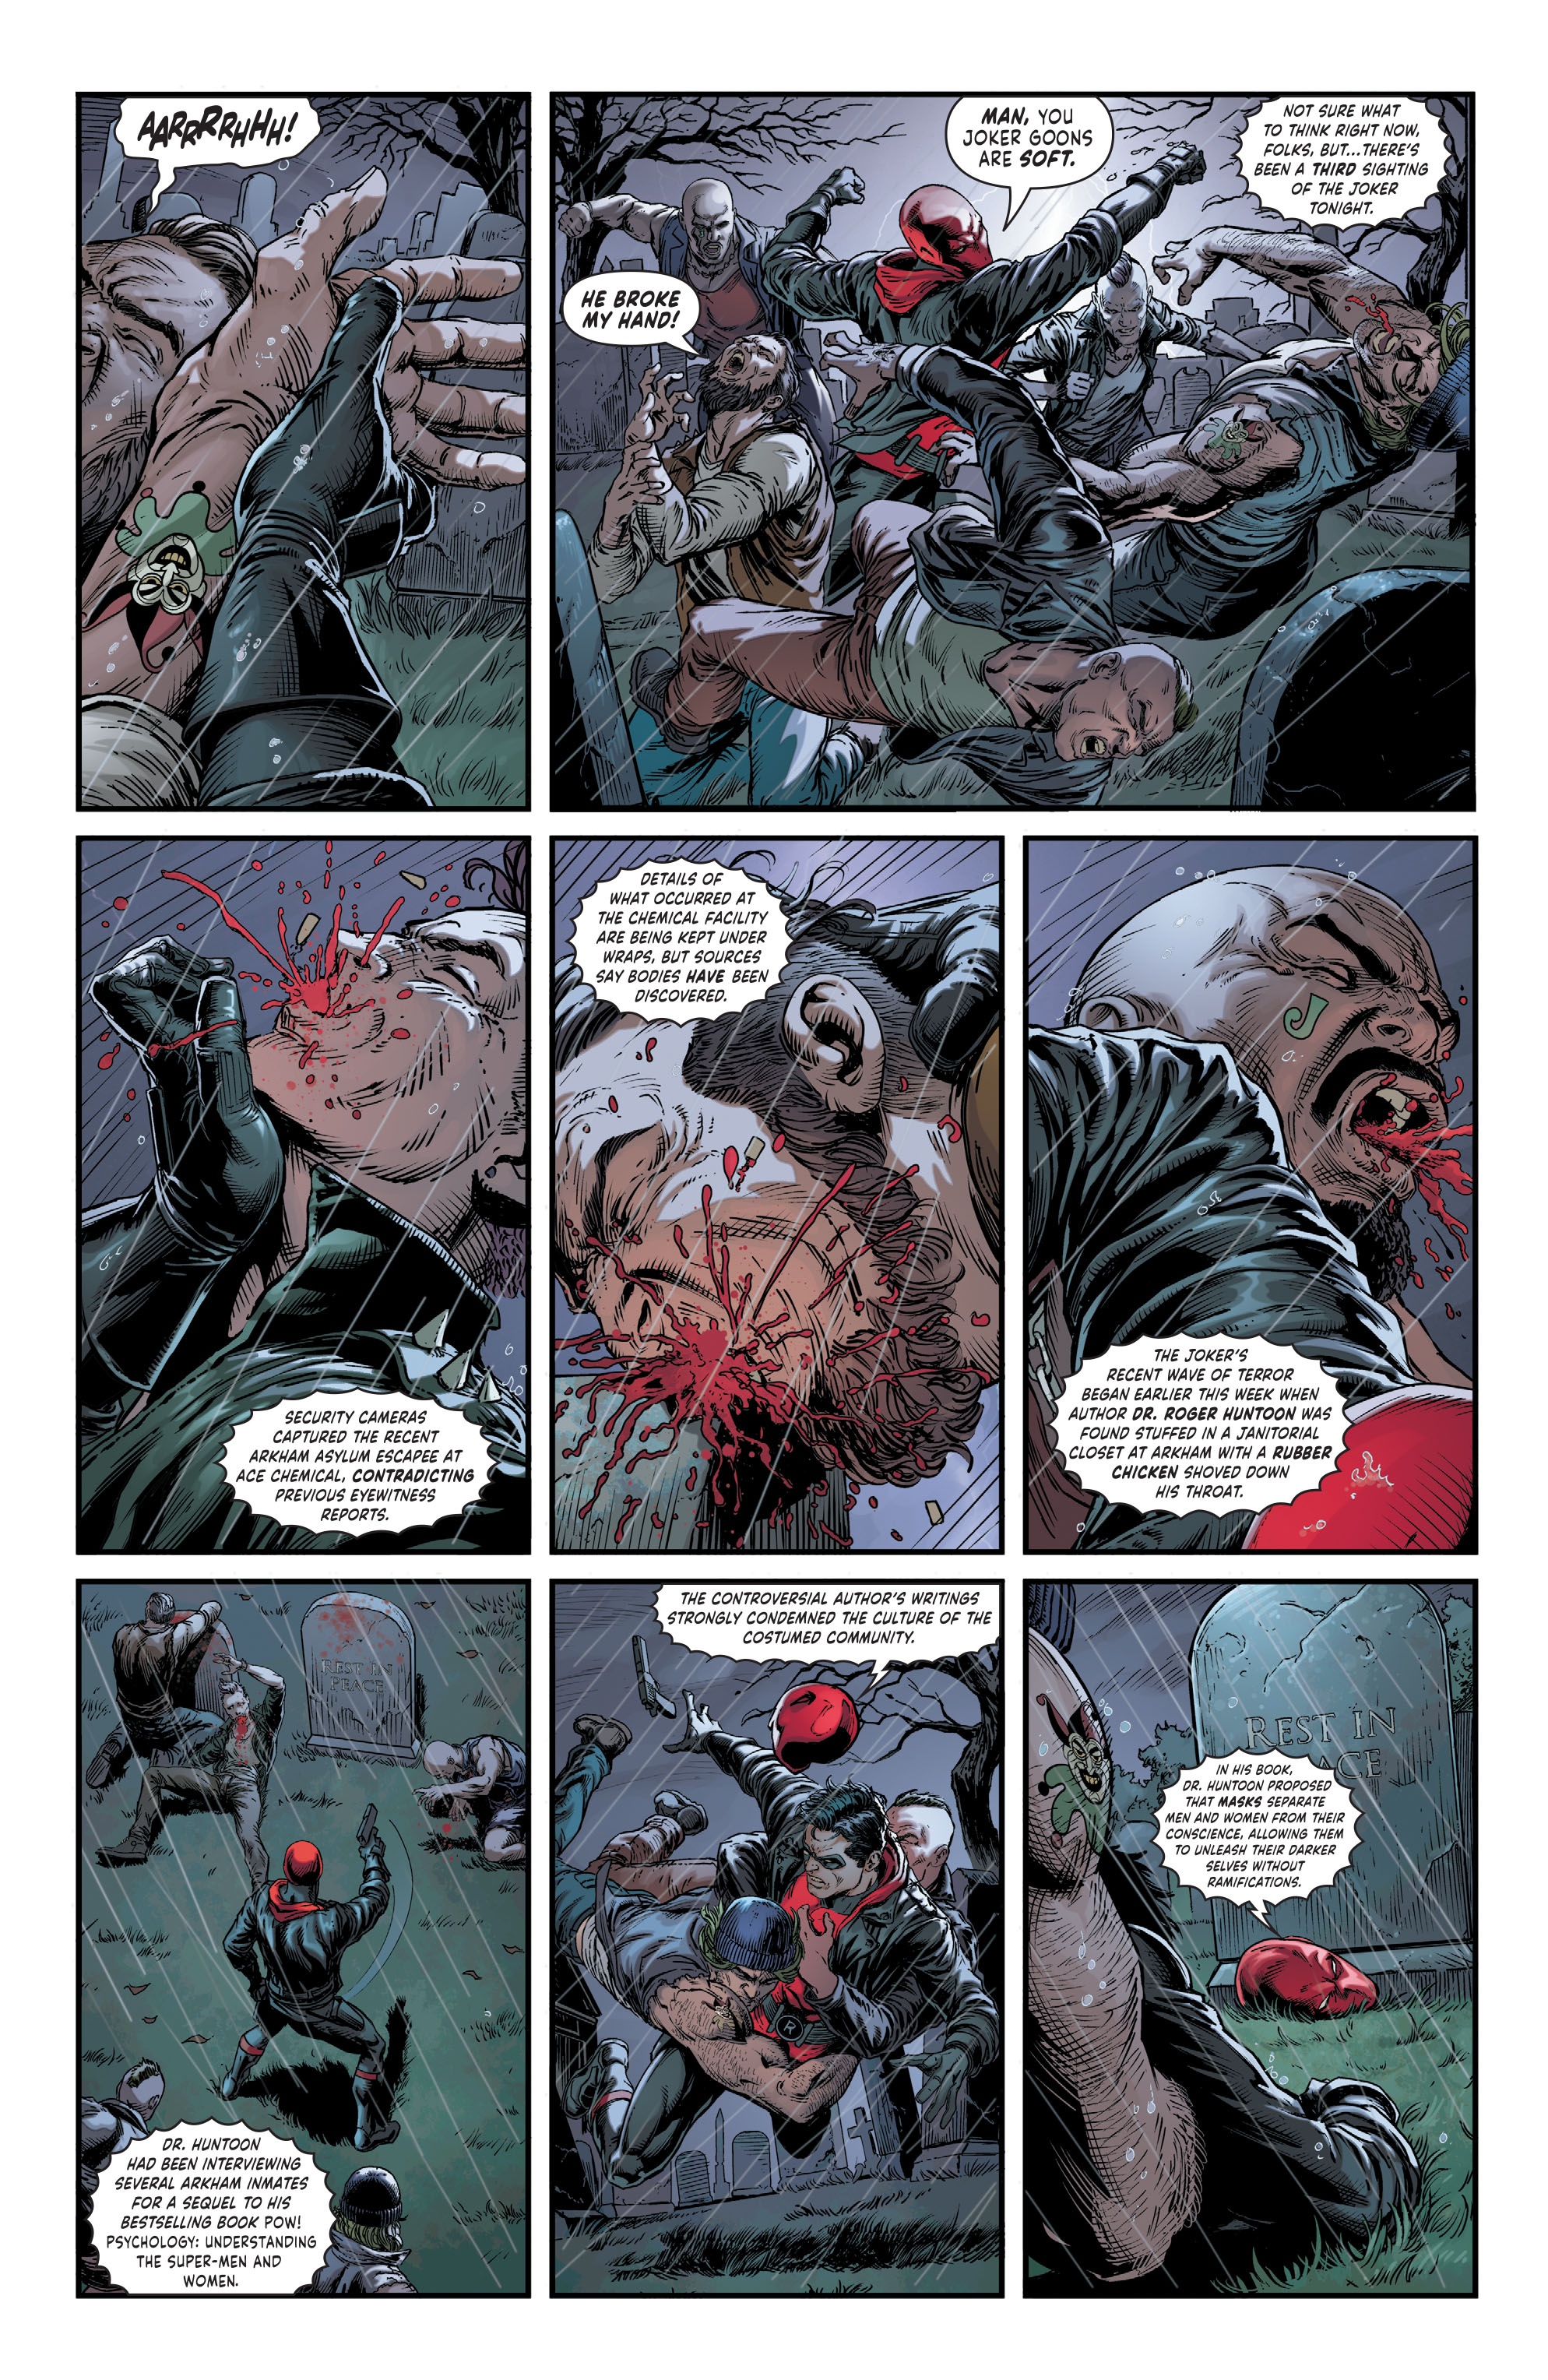 AARRRRHHH!
MAN, YOU
JOKER GOONS
ARE SOFT.
NOT SURE WHAT
TO THINK RIGHT NOW,
FOLKS, BUT...THERE'S
BEEN A THIRD SIGHTING
OF THE JOKER
TONIGHT.
HE BROKE
MY HAND!
SECURITY CAMERAS
CAPTURED THE RECENT
ARKHAM ASYLUM ESCAPEE AT
ACE CHEMICAL, CONTRADICTING
PREVIOUS EYEWITNESS
REPORTS.
DETAILS OF
WHAT OCCURRED AT
THE CHEMICAL FACILITY
ARE BEING KEPT UNDER
WRAPS, BUT SOURCES
SAY BODIES HAVE BEEN
DISCOVERED.
J
THE JOKER'S
RECENT WAVE OF TERROR
BEGAN EARLIER THIS WEEK WHEN
AUTHOR DR. ROGER HUNTOON WAS
FOUND STUFFED IN A JANITORIAL
CLOSET AT ARKHAM WITH A RUBBER
CHICKEN SHOVED DOWN
HIS THROAT.
REST IN
PEACE
DR. HUNTOON
HAD BEEN INTERVIEWING
SEVERAL ARKHAM INMATES
FOR A SEQUEL TO HIS
BESTSELLING BOOK POW!
PSYCHOLOGY: UNDERSTANDING
THE SUPER-MEN AND
WOMEN.
THE CONTROVERSIAL AUTHOR'S WRITINGS
STRONGLY CONDEMNED THE CULTURE OF THE
COSTUMED COMMUNITY.
R
REST IN
ACE
IN HIS BOOK,
DR. HUNTOON PROPOSED
THAT MASKS SEPARATE
MEN AND WOMEN FROM THEIR
CONSCIENCE, ALLOWING THEM
TO UNLEASH THEIR DARKER
SELVES WITHOUT
RAMIFICATIONS.